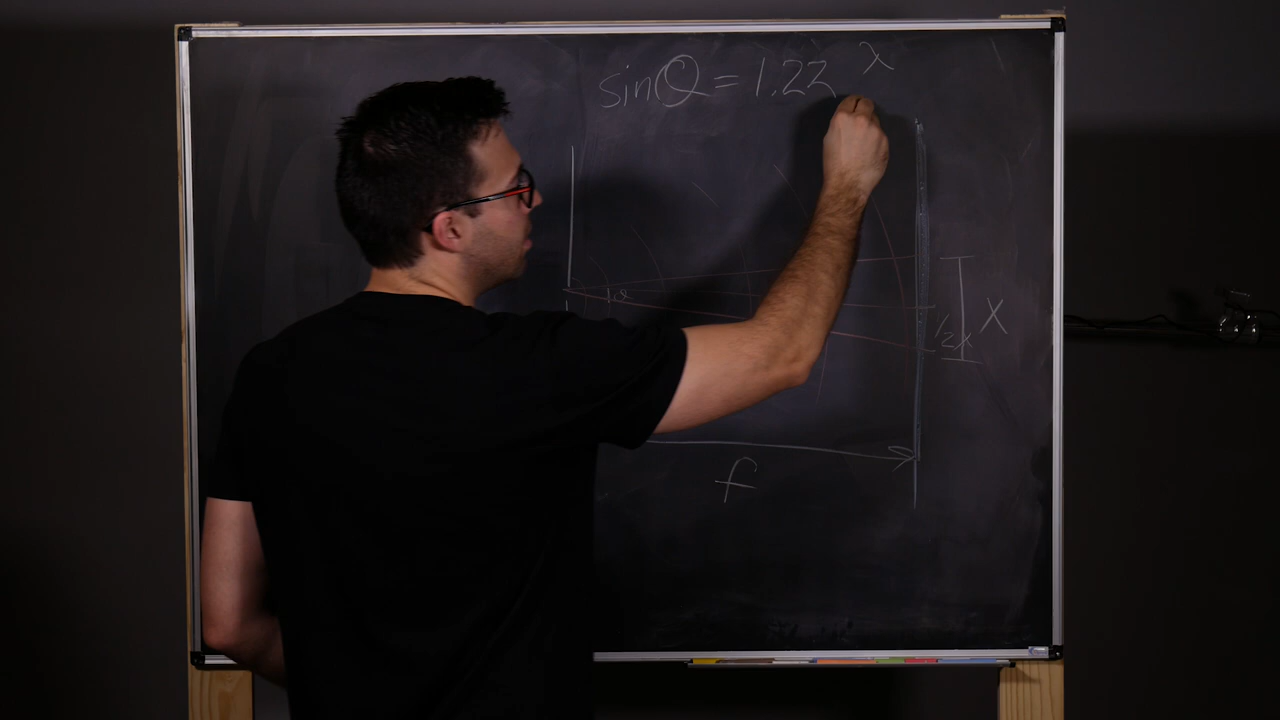 sinθ = 1.22 λ
θ
½x
x
f